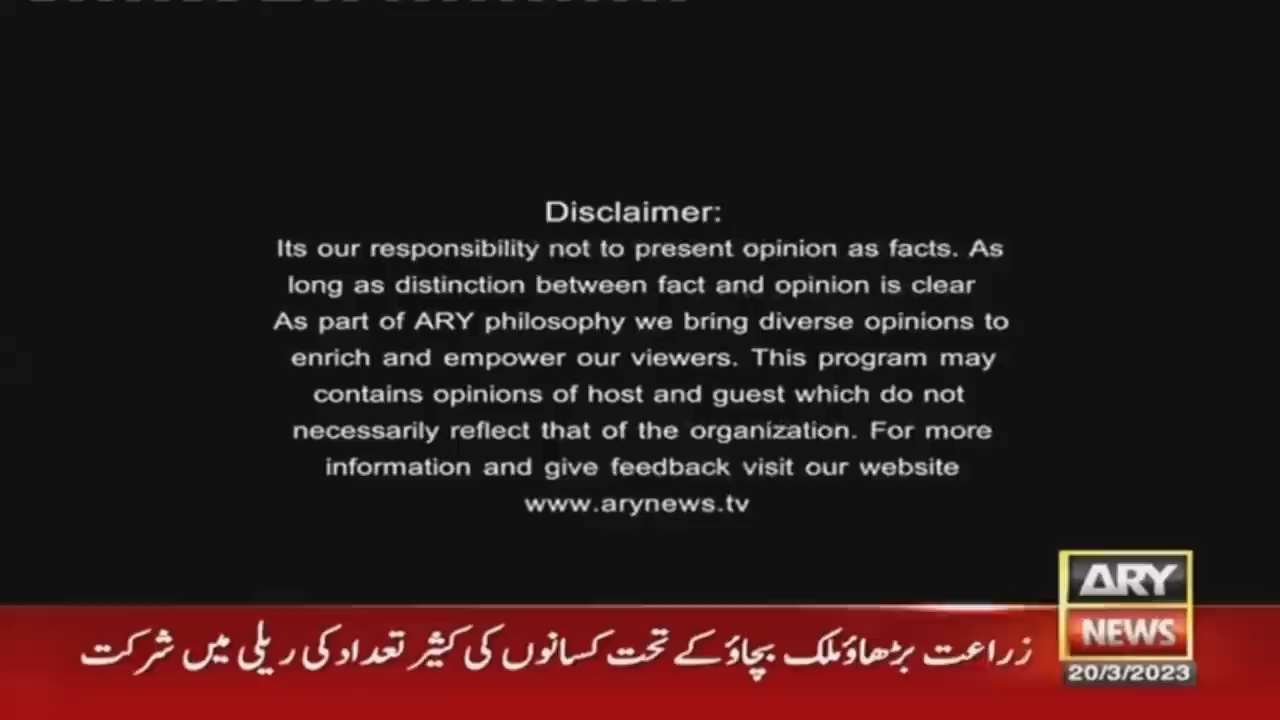 Disclaimer:
Its our responsibility not to present opinion as facts. As
long as distinction between fact and opinion is clear
As part of ARY philosophy we bring diverse opinions to
enrich and empower our viewers. This program may
contains opinions of host and guest which do not
necessarily reflect that of the organization. For more
information and give feedback visit our website
www.arynews.tv
ARY
NEWS
زراعت بڑھاؤ ملک بچاؤ کے تحت کسانوں کی کثیر تعداد کی ریلی میں شرکت
20/3/2023